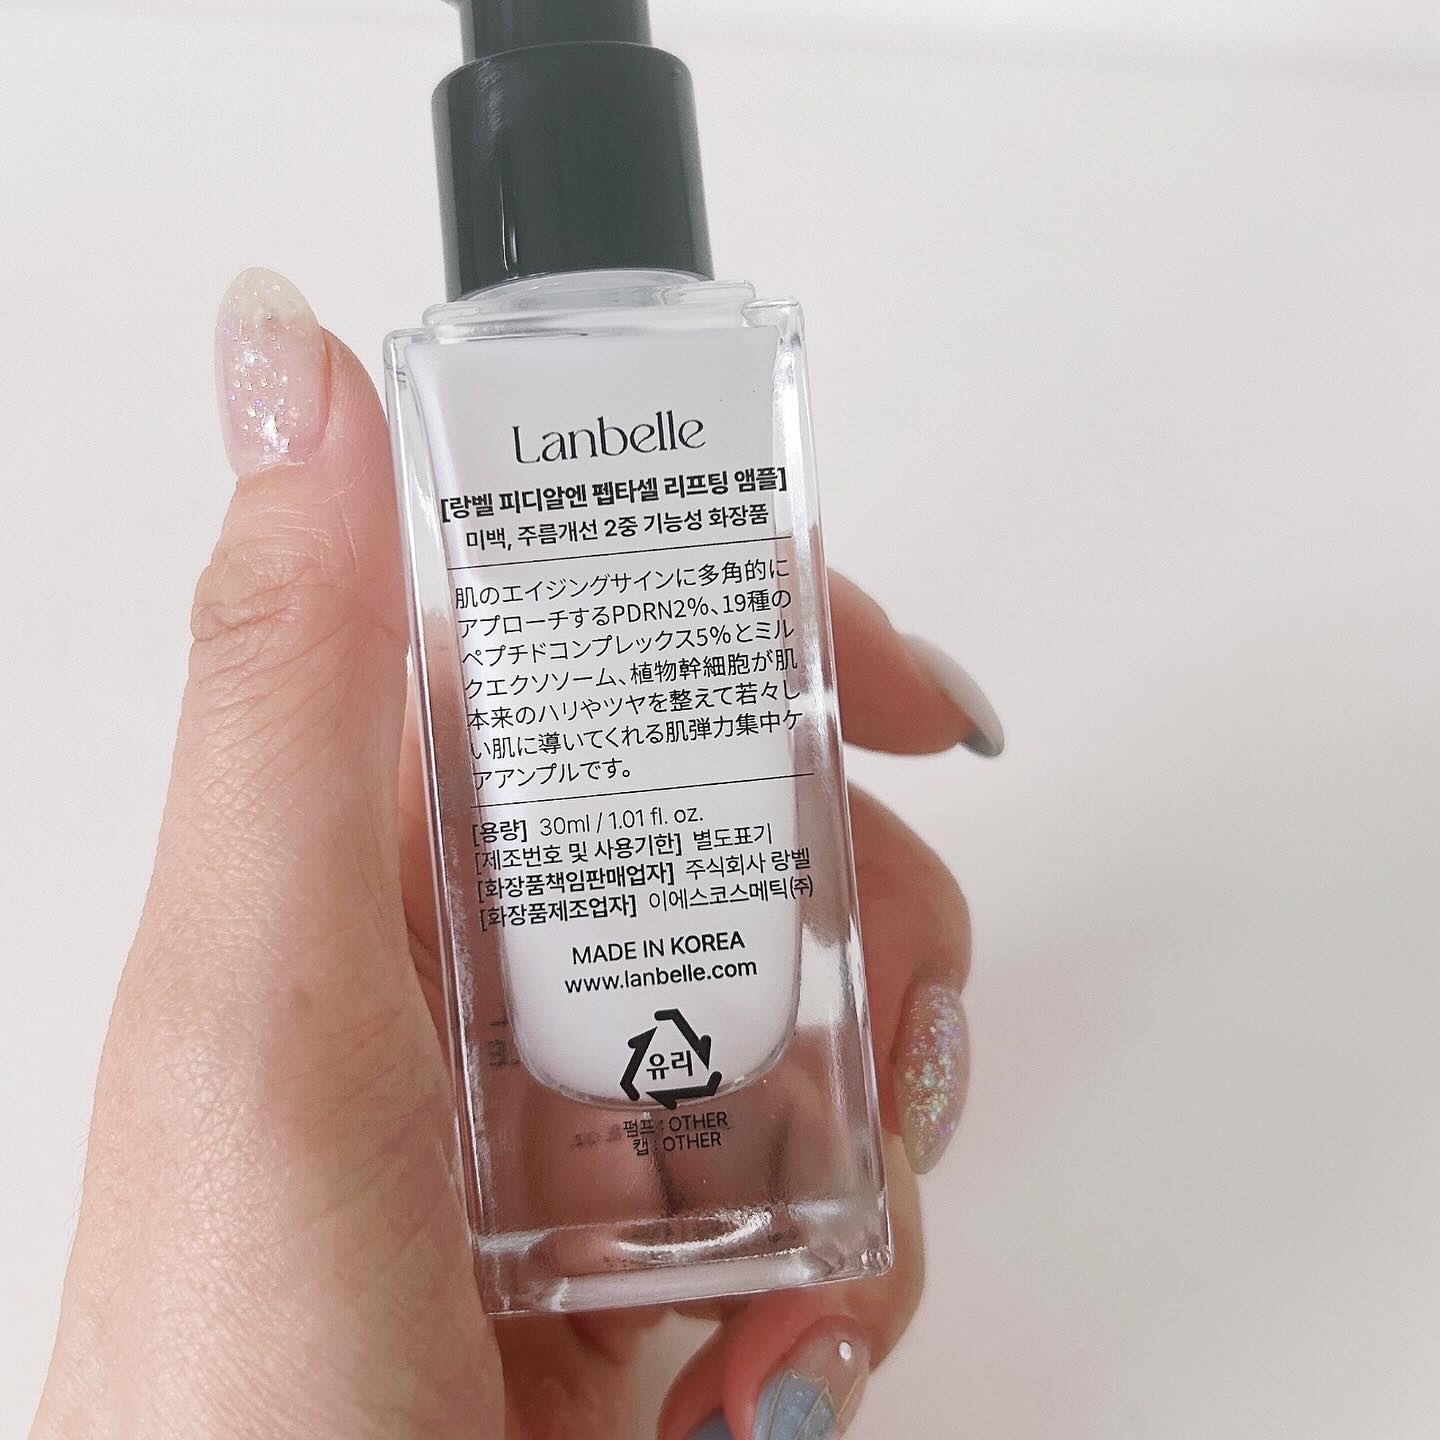 Lanbelle
[랑벨 피디알엔 펩타셀 리프팅 앰플]
미백, 주름개선 2중 기능성 화장품
肌のエイジングサインに多角的に
アプローチするPDRN2%、19種の
ペプチドコンプレックス5%とミル
クエクソソーム、植物幹細胞が肌
本来のハリやツヤを整えて若々し
い肌に導いてくれる肌弾力集中ケ
アアンプルです。
[용량] 30ml / 1.01 fl. oz.
[제조번호 및 사용기한] 별도표기
[화장품책임판매업자] 주식회사 랑벨
[화장품제조업자] 이에스코스메틱(주)
MADE IN KOREA
www.lanbelle.com
유리
펌프 : OTHER
캡 : OTHER